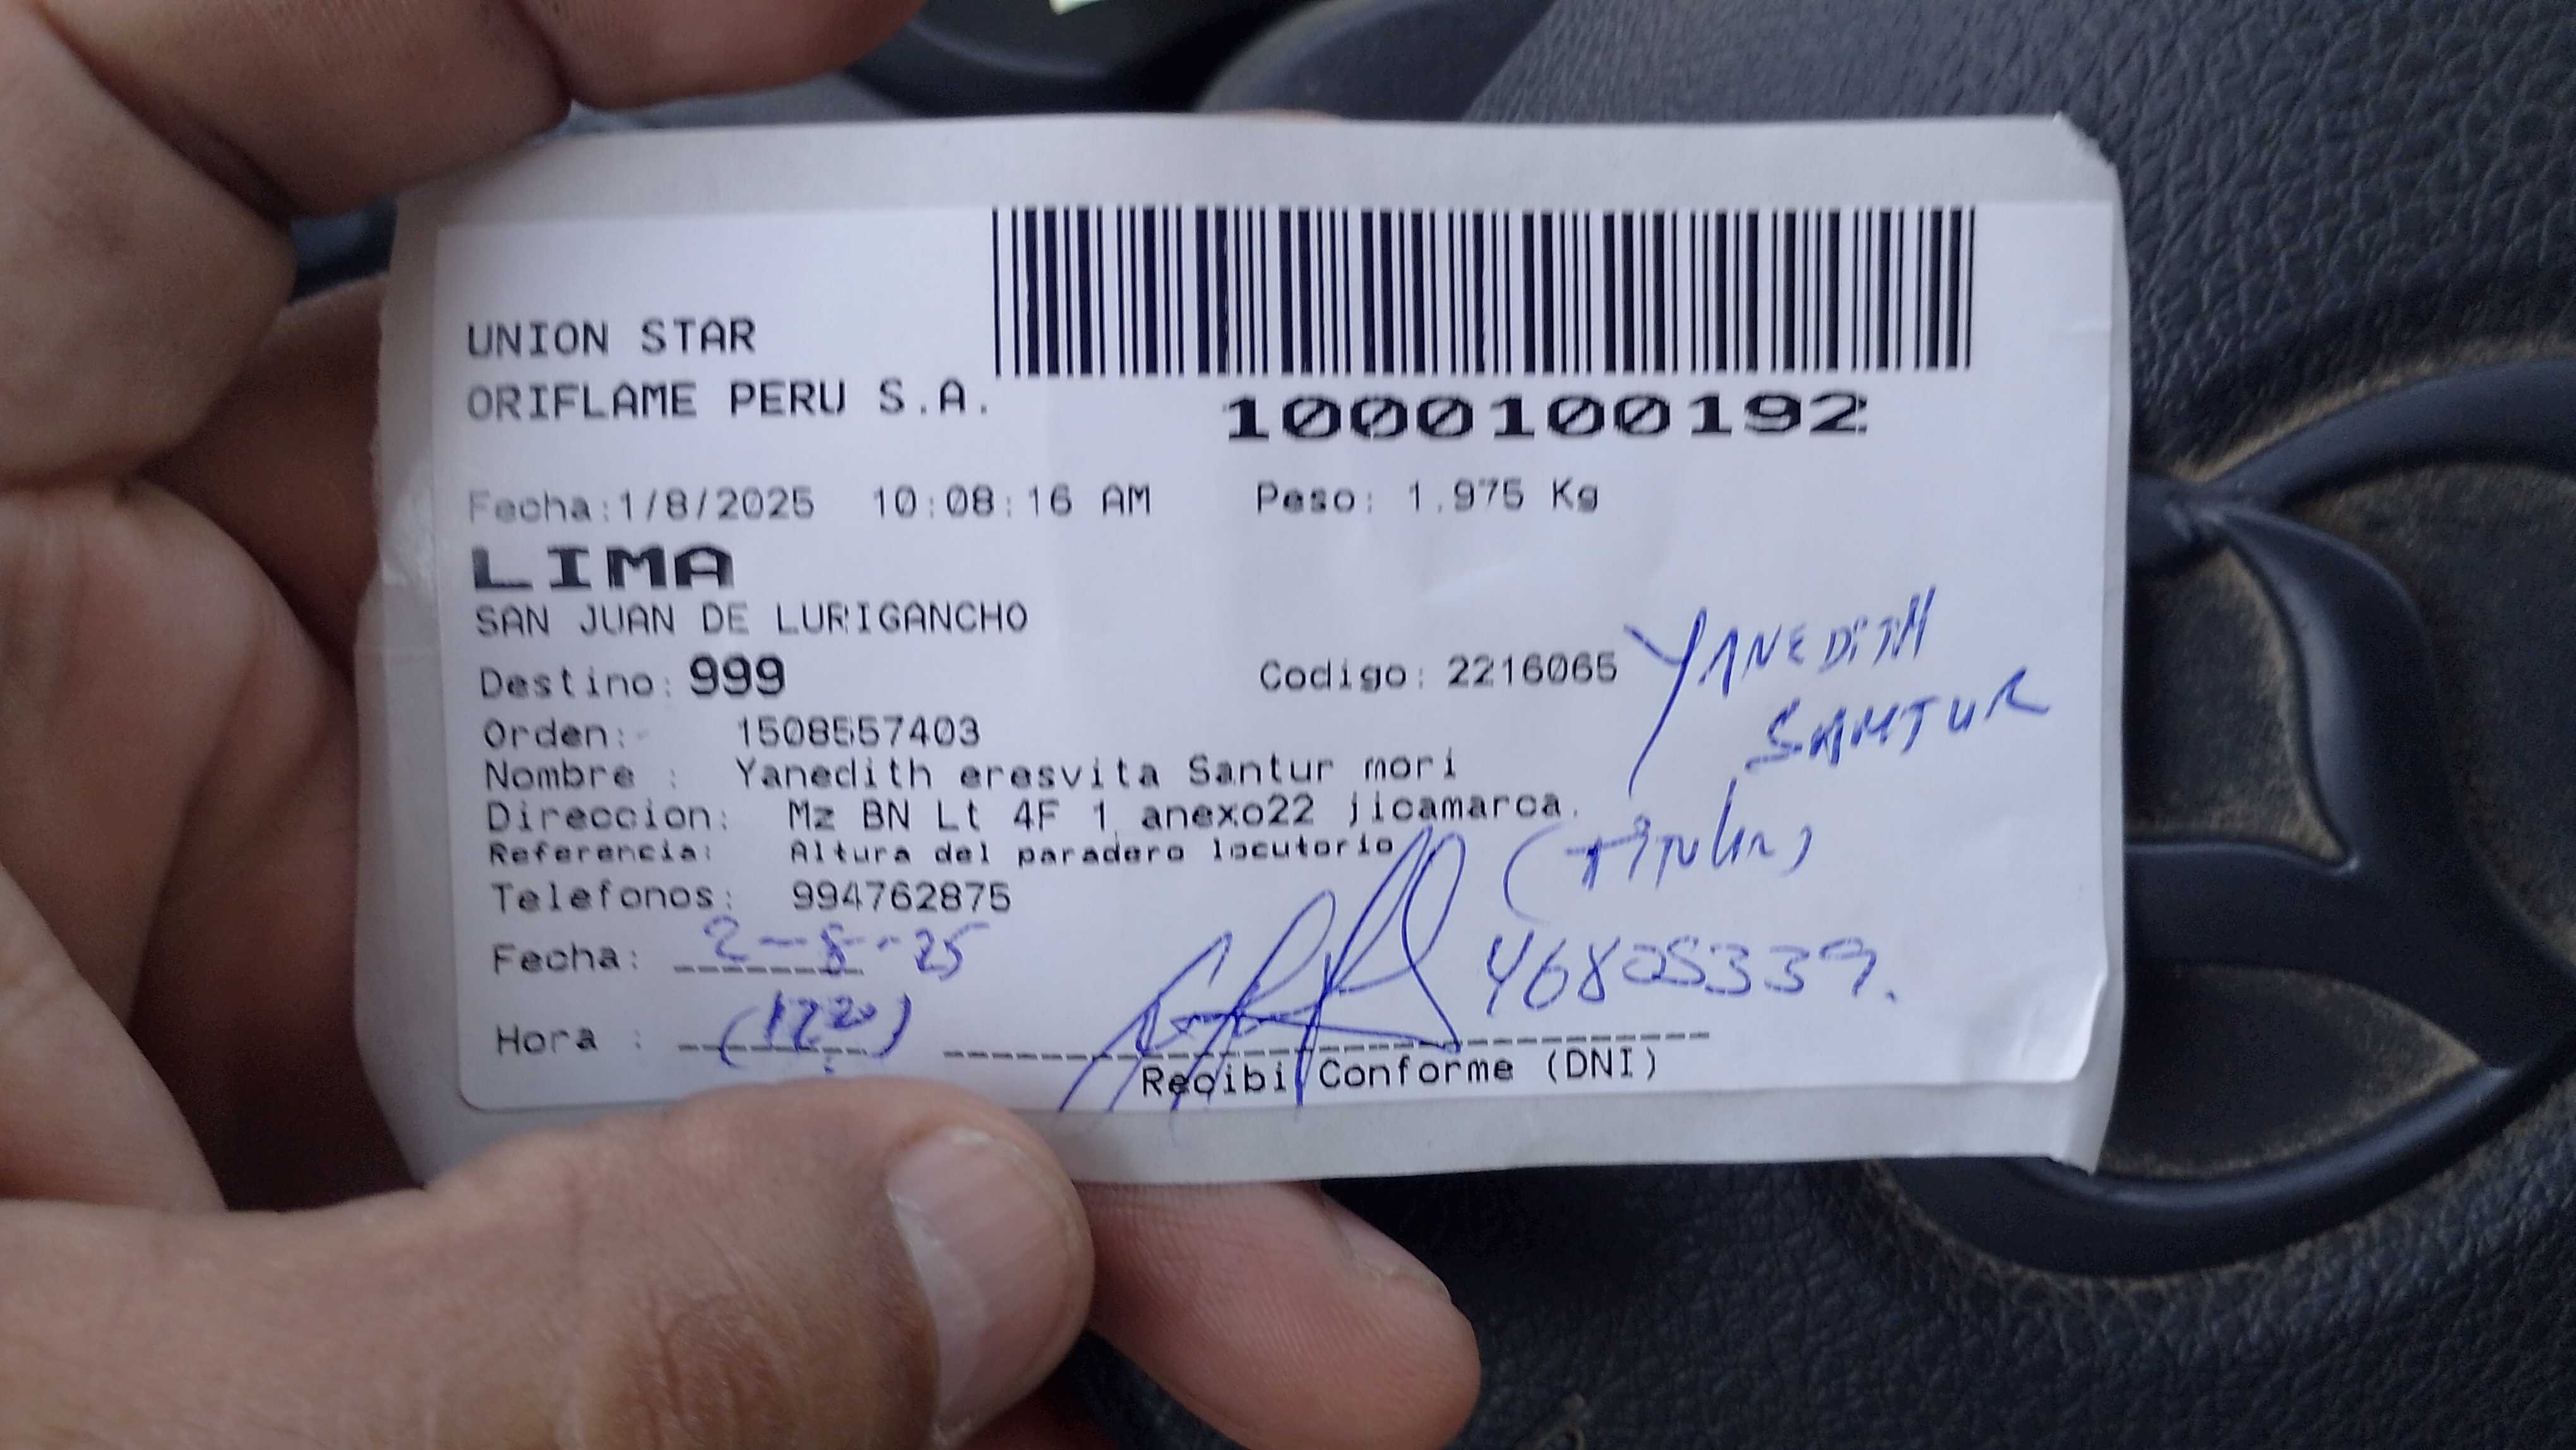 UNION STAR
ORIFLAME PERU S.A.
1000100192
Fecha:1/8/2025 10:08:16 AM Peso: 1.975 Kg
LIMA
SAN JUAN DE LURIGANCHO
Destino: 999 Codigo: 2216065
Orden: 1508557403
Nombre : Yanedith eresvita Santur mori
Direccion: Mz BN Lt 4F 1 anexo22 jicamarca.
Referencia: Altura del paradero locutorio
Telefonos: 994762875
Fecha: 2-8-25
Hora :
YANEDITH
SANTUR
(TITULAR)
46805339.
Recibi Conforme (DNI)